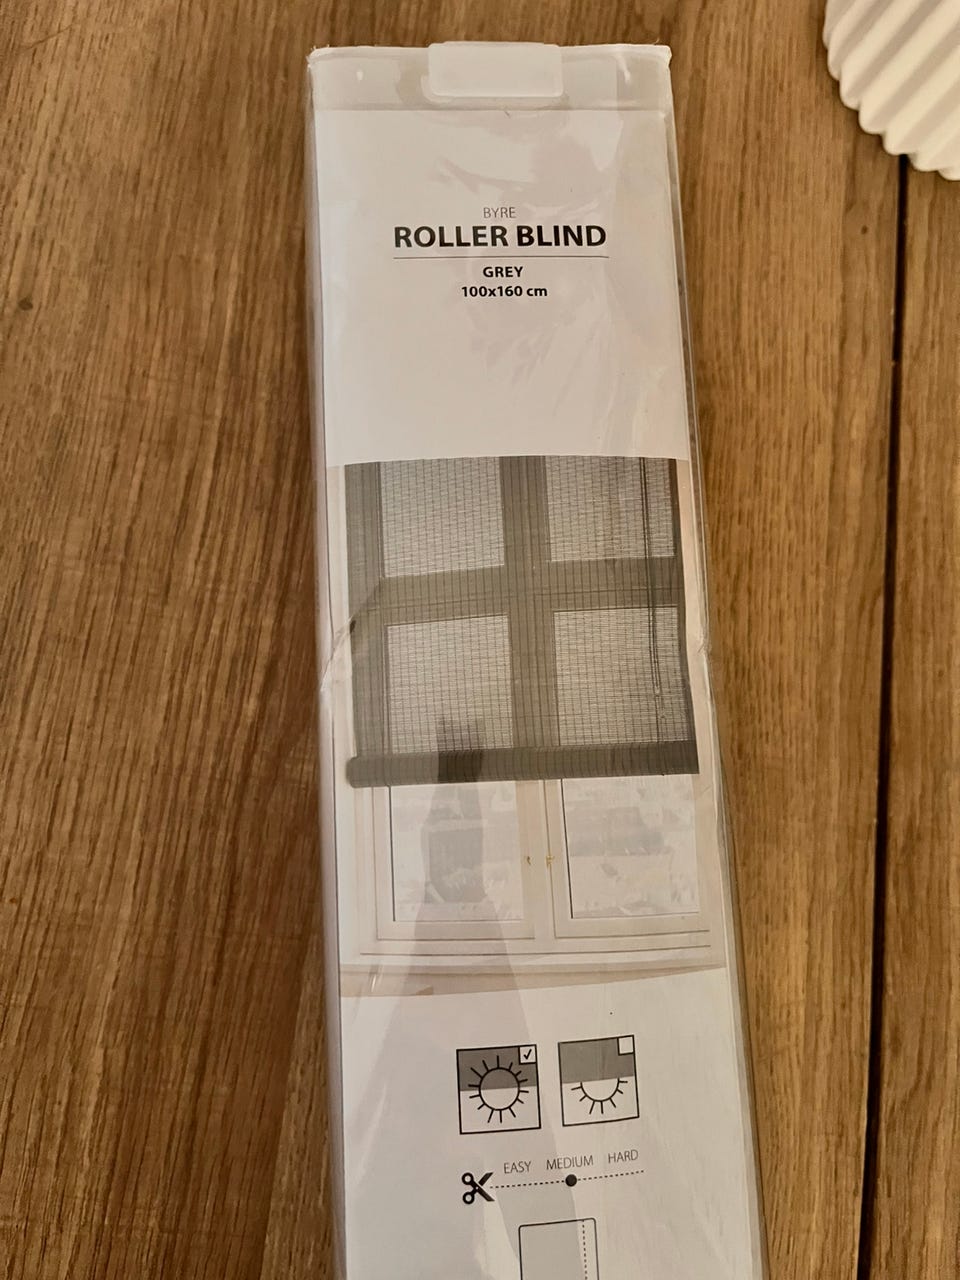 BYRE
ROLLER BLIND
GREY
100x160 cm
EASY MEDIUM HARD